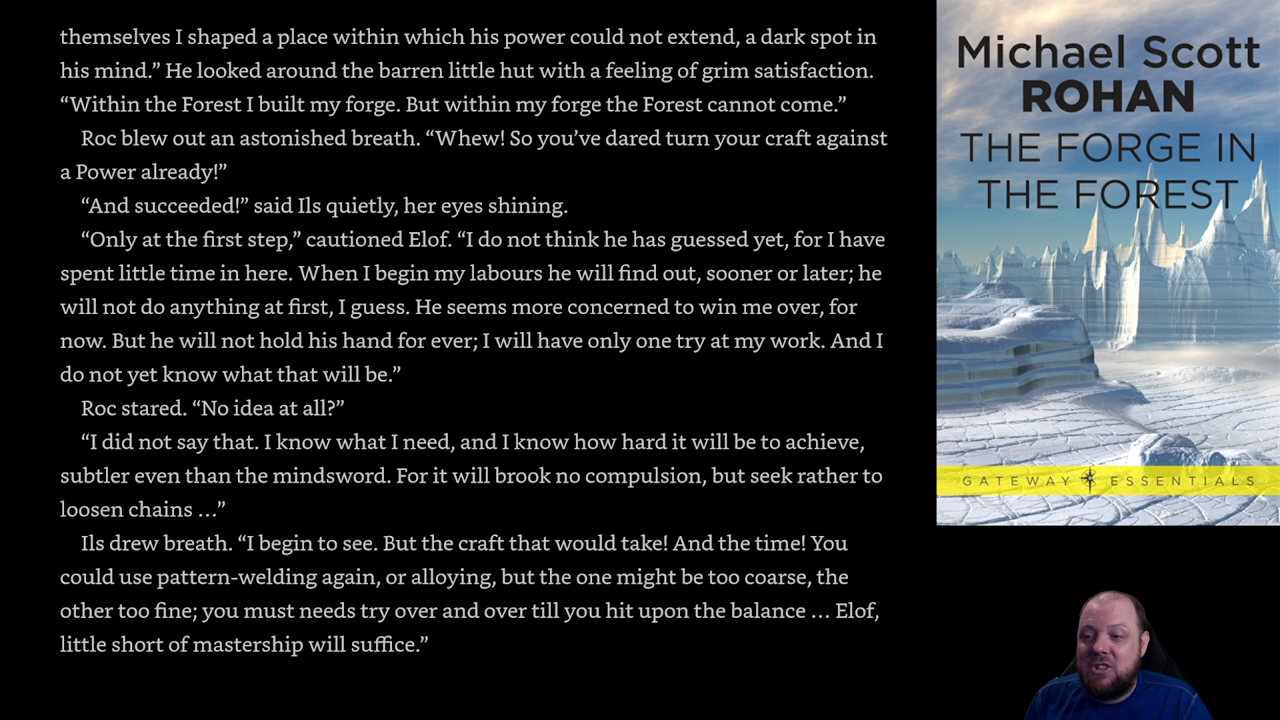 themselves I shaped a place within which his power could not extend, a dark spot in
his mind.” He looked around the barren little hut with a feeling of grim satisfaction.
“Within the Forest I built my forge. But within my forge the Forest cannot come.”
Roc blew out an astonished breath. “Whew! So you’ve dared turn your craft against
a Power already!”
“And succeeded!” said Ils quietly, her eyes shining.
“Only at the first step,” cautioned Elof. “I do not think he has guessed yet, for I have
spent little time in here. When I begin my labours he will find out, sooner or later; he
will not do anything at first, I guess. He seems more concerned to win me over, for
now. But he will not hold his hand for ever; I will have only one try at my work. And I
do not yet know what that will be.”
Roc stared. “No idea at all?”
“I did not say that. I know what I need, and I know how hard it will be to achieve,
subtler even than the mindsword. For it will brook no compulsion, but seek rather to
loosen chains …”
Ils drew breath. “I begin to see. But the craft that would take! And the time! You
could use pattern-welding again, or alloying, but the one might be too coarse, the
other too fine; you must needs try over and over till you hit upon the balance … Elof,
little short of mastership will suffice.”
Michael Scott
ROHAN
THE FORGE IN
THE FOREST
GATEWAY ESSENTIALS